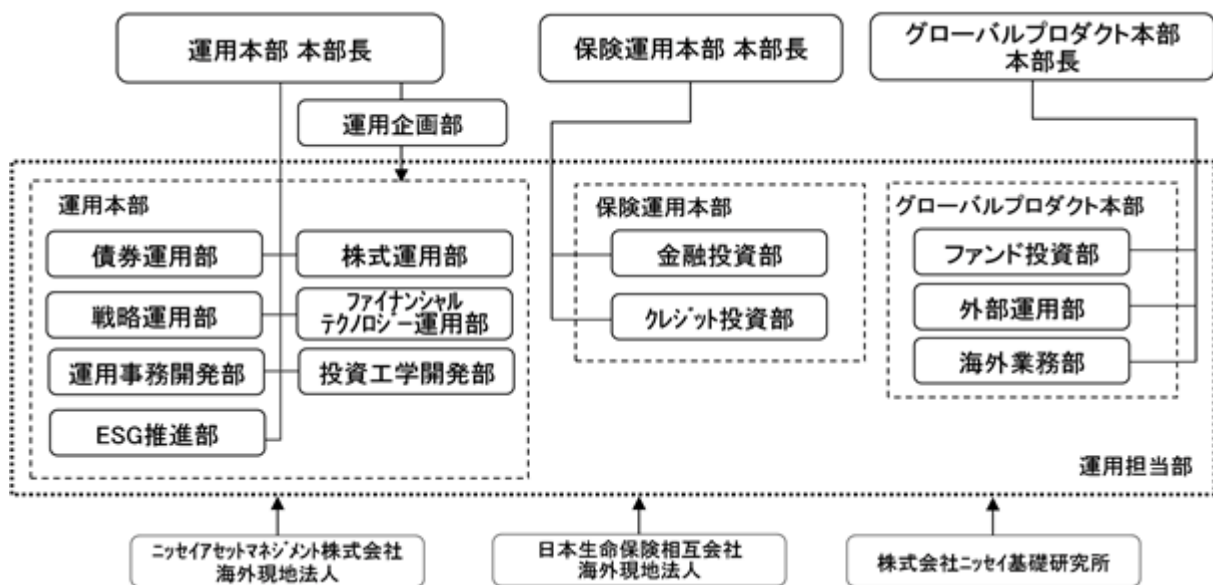 運用本部 本部長
保険運用本部 本部長
グローバルプロダクト本部
本部長
運用企画部
運用本部
債券運用部
株式運用部
戦略運用部
ファイナンシャル
テクノロジー運用部
運用事務開発部
投資工学開発部
ESG推進部
保険運用本部
金融投資部
クレジット投資部
グローバルプロダクト本部
ファンド投資部
外部運用部
海外業務部
運用担当部
ニッセイアセットマネジメント株式会社
海外現地法人
日本生命保険相互会社
海外現地法人
株式会社ニッセイ基礎研究所